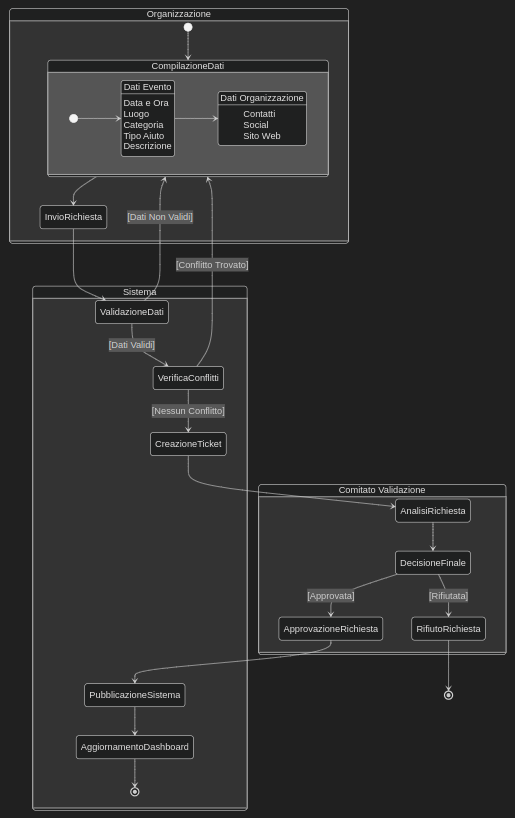 Organizzazione
CompilazioneDati
Dati Evento
Data e Ora
Luogo
Categoria
Tipo Aiuto
Descrizione
Dati Organizzazione
Contatti
Social
Sito Web
InvioRichiesta
[Dati Non Validi]
[Conflitto Trovato]
Sistema
ValidazioneDati
[Dati Validi]
VerificaConflitti
[Nessun Conflitto]
CreazioneTicket
Comitato Validazione
AnalisiRichiesta
DecisioneFinale
[Approvata]
[Rifiutata]
ApprovazioneRichiesta
RifiutoRichiesta
PubblicazioneSistema
AggiornamentoDashboard